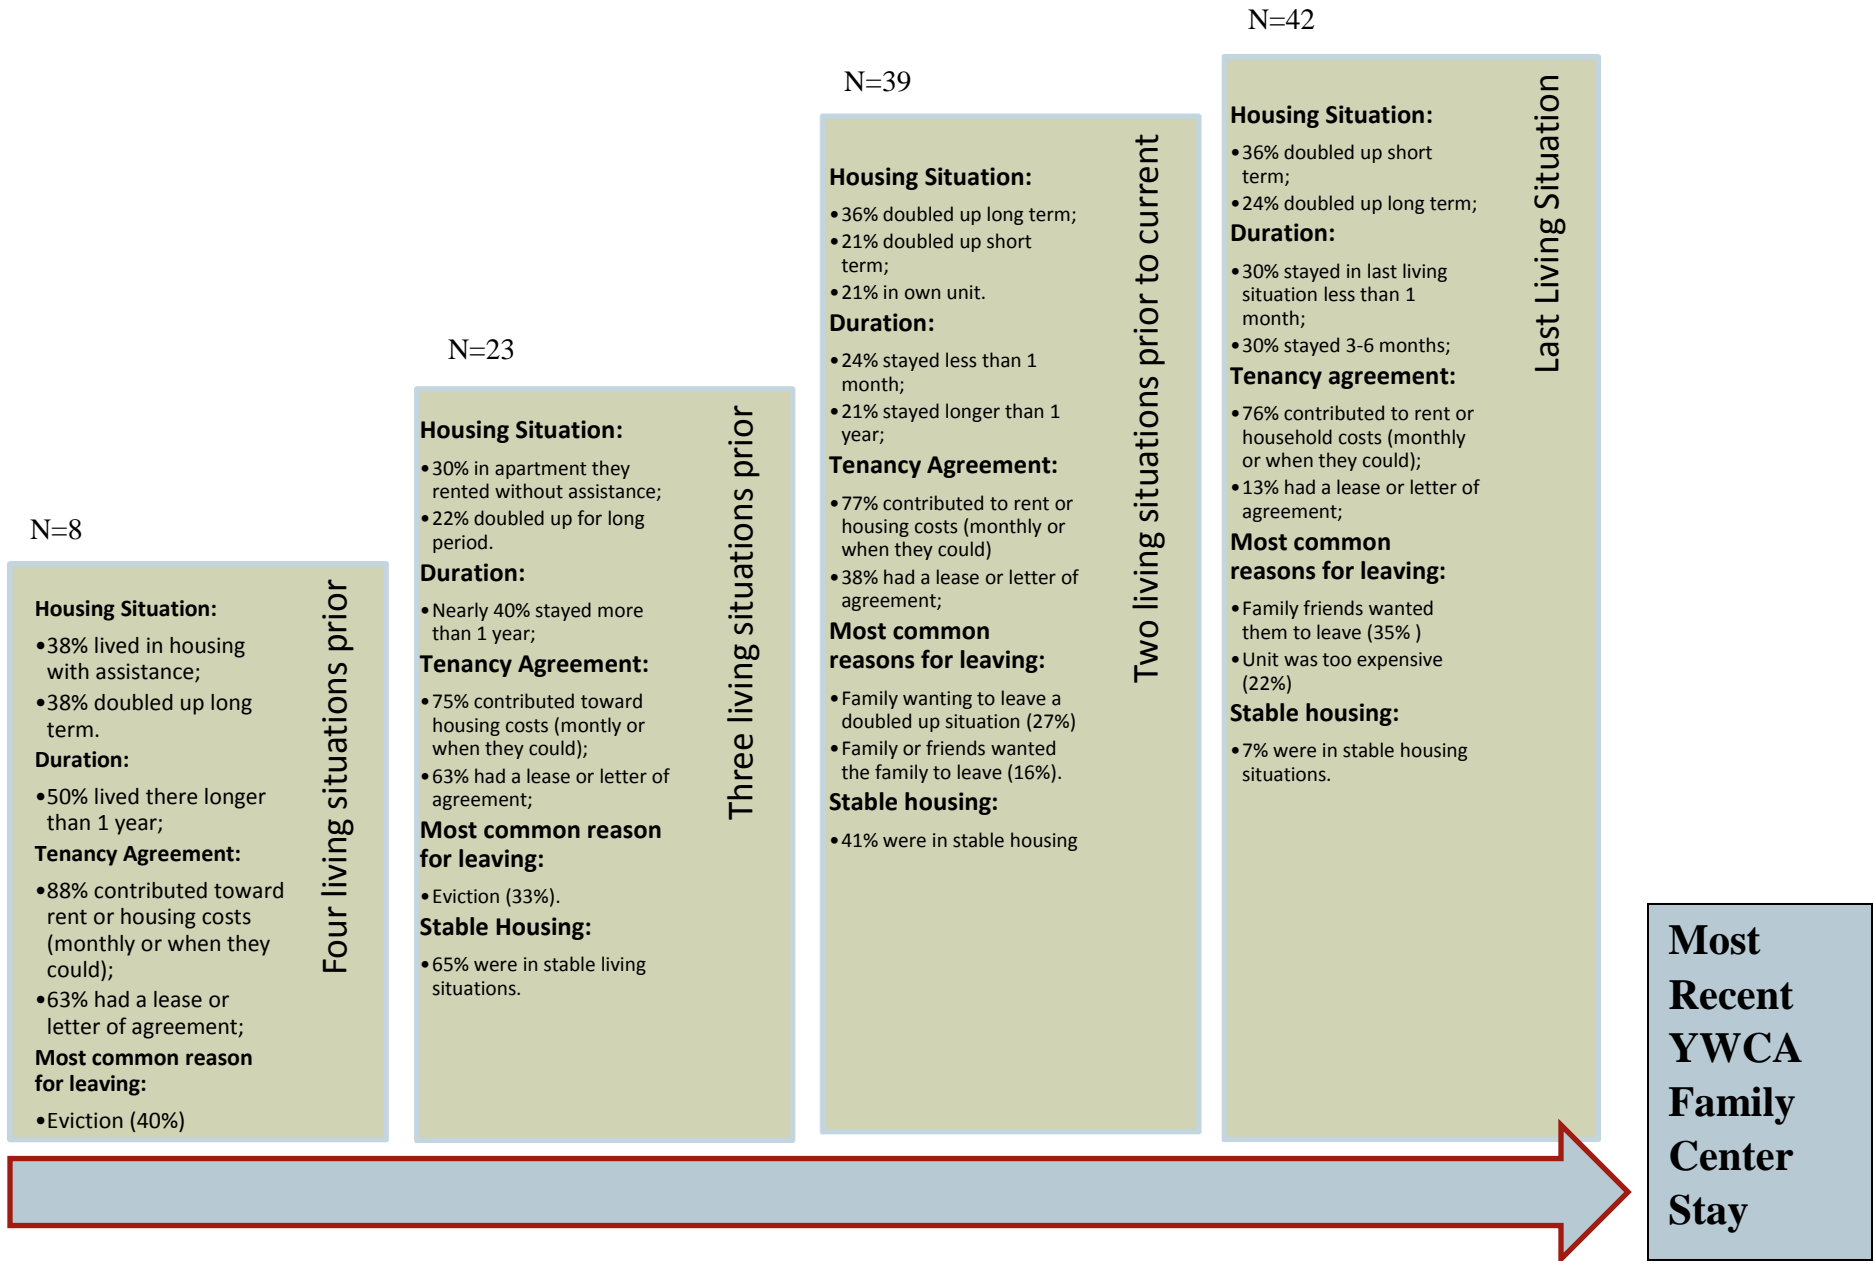 N=8
Housing Situation:
•38% lived in housing
with assistance;
•38% doubled up long
term.
Duration:
•50% lived there longer
than 1 year;
Tenancy Agreement:
•88% contributed toward
rent or housing costs
(monthly or when they
could);
•63% had a lease or
letter of agreement;
Most common reason
for leaving:
•Eviction (40%)
Four living situations prior
N=23
Housing Situation:
•30% in apartment they
rented without assistance;
•22% doubled up for long
period.
Duration:
•Nearly 40% stayed more
than 1 year;
Tenancy Agreement:
•75% contributed toward
housing costs (montly or
when they could);
•63% had a lease or letter of
agreement;
Most common reason
for leaving:
•Eviction (33%).
Stable Housing:
•65% were in stable living
situations.
Three living situations prior
N=39
Housing Situation:
•36% doubled up long term;
•21% doubled up short
term;
•21% in own unit.
Duration:
•24% stayed less than 1
month;
•21% stayed longer than 1
year;
Tenancy Agreement:
•77% contributed to rent or
housing costs (monthly or
when they could)
•38% had a lease or letter of
agreement;
Most common
reasons for leaving:
•Family wanting to leave a
doubled up situation (27%)
•Family or friends wanted
the family to leave (16%).
Stable housing:
•41% were in stable housing
Two living situations prior to current
N=42
Housing Situation:
•36% doubled up short
term;
•24% doubled up long term;
Duration:
•30% stayed in last living
situation less than 1
month;
•30% stayed 3-6 months;
Tenancy agreement:
•76% contributed to rent or
household costs (monthly
or when they could);
•13% had a lease or letter of
agreement;
Most common
reasons for leaving:
•Family friends wanted
them to leave (35% )
•Unit was too expensive
(22%)
Stable housing:
•7% were in stable housing
situations.
Last Living Situation
Most
Recent
YWCA
Family
Center
Stay